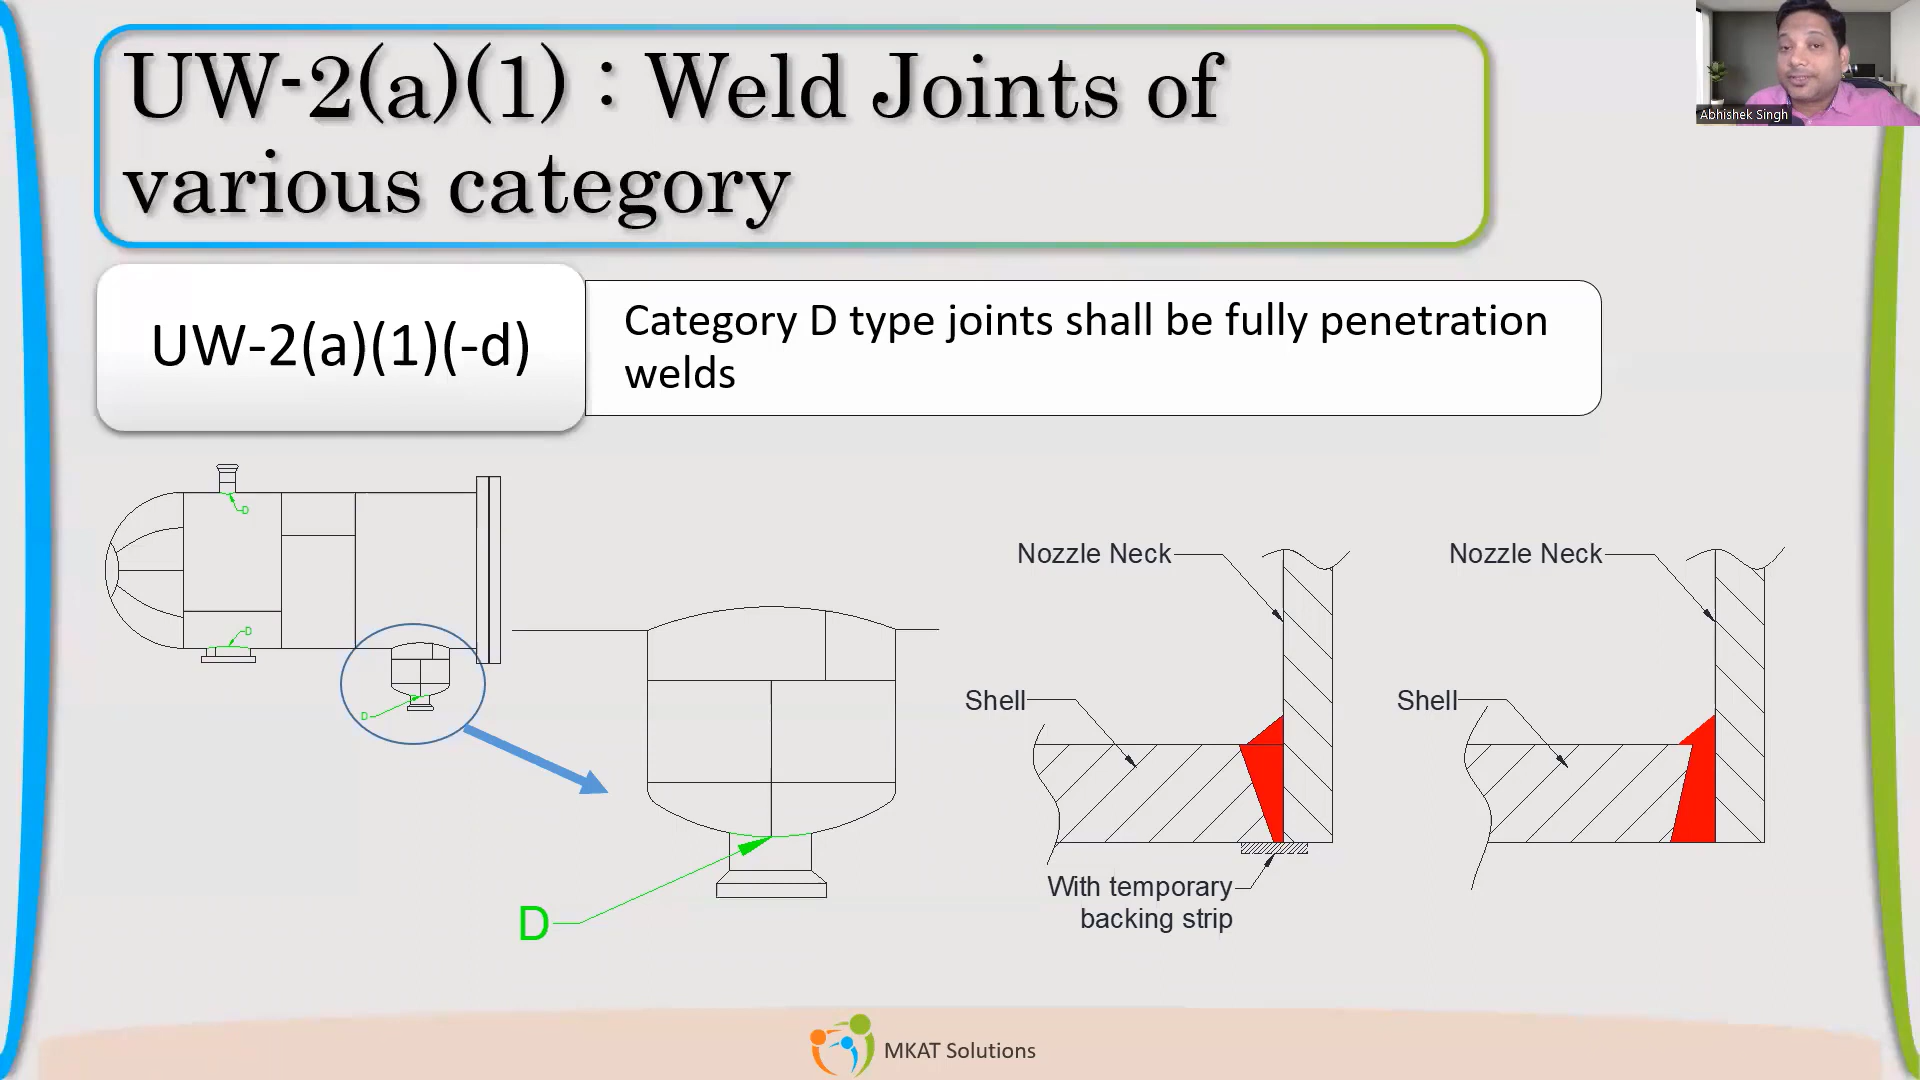 UW-2(a)(1) : Weld Joints of
various category
Abhishek Singh
UW-2(a)(1)(-d)
Category D type joints shall be fully penetration
welds
D
D
D
D
Nozzle Neck
Shell
With temporary
backing strip
Nozzle Neck
Shell
MKAT Solutions